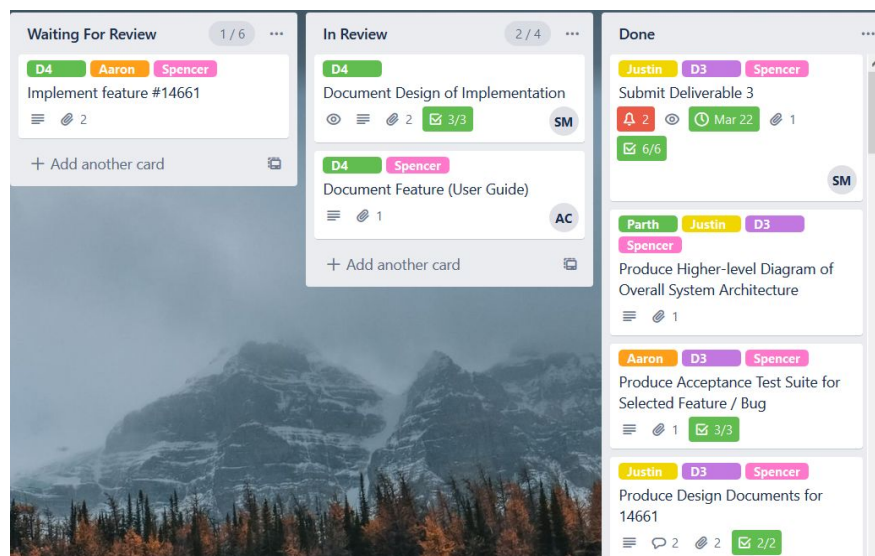 Waiting For Review 1 / 6
D4 Aaron Spencer
Implement feature #14661
2
+ Add another card
In Review 2 / 4
D4
Document Design of Implementation
2 3/3 SM
D4 Spencer
Document Feature (User Guide)
1 AC
+ Add another card
Done
Justin D3 Spencer
Submit Deliverable 3
2 Mar 22 1
6/6
SM
Parth Justin D3
Spencer
Produce Higher-level Diagram of
Overall System Architecture
1
Aaron D3 Spencer
Produce Acceptance Test Suite for
Selected Feature / Bug
1 3/3
Justin D3 Spencer
Produce Design Documents for
14661
2 2 2/2